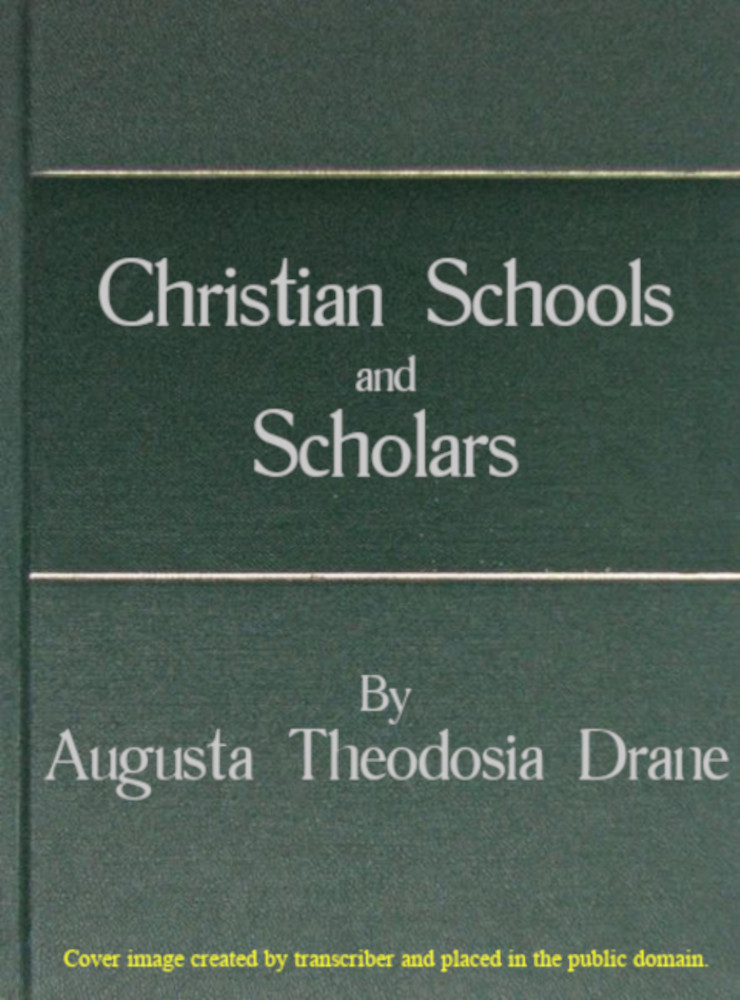 Christian Schools
and
Scholars
By
Augusta Theodosia Drane
Cover image created by transcriber and placed in the public domain.